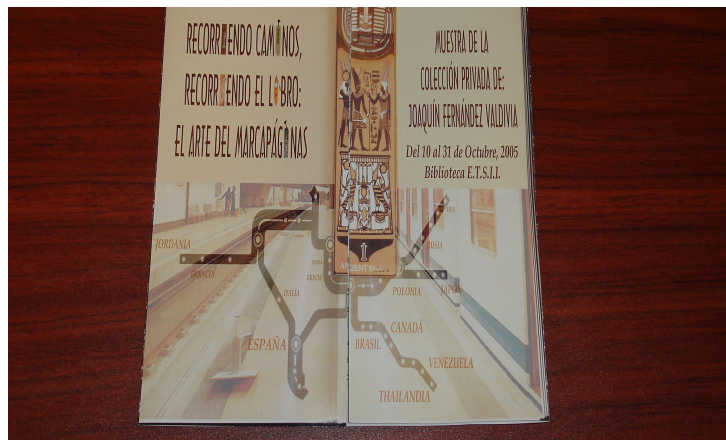 RECORRIENDO CAMINOS,
RECORRIENDO EL LIBRO:
EL ARTE DEL MARCAPÁGINAS
MUESTRA DE LA
COLECCIÓN PRIVADA DE:
JOAQUÍN FERNÁNDEZ VALDIVIA
Del 10 al 31 de Octubre, 2005
Biblioteca E.T.S.I.I.
JORDANIA
FRANCIA
GRECIA
ITALIA
ESPAÑA
RUSIA
POLONIA
JAPÓN
CANADÁ
BRASIL
VENEZUELA
THAILANDIA